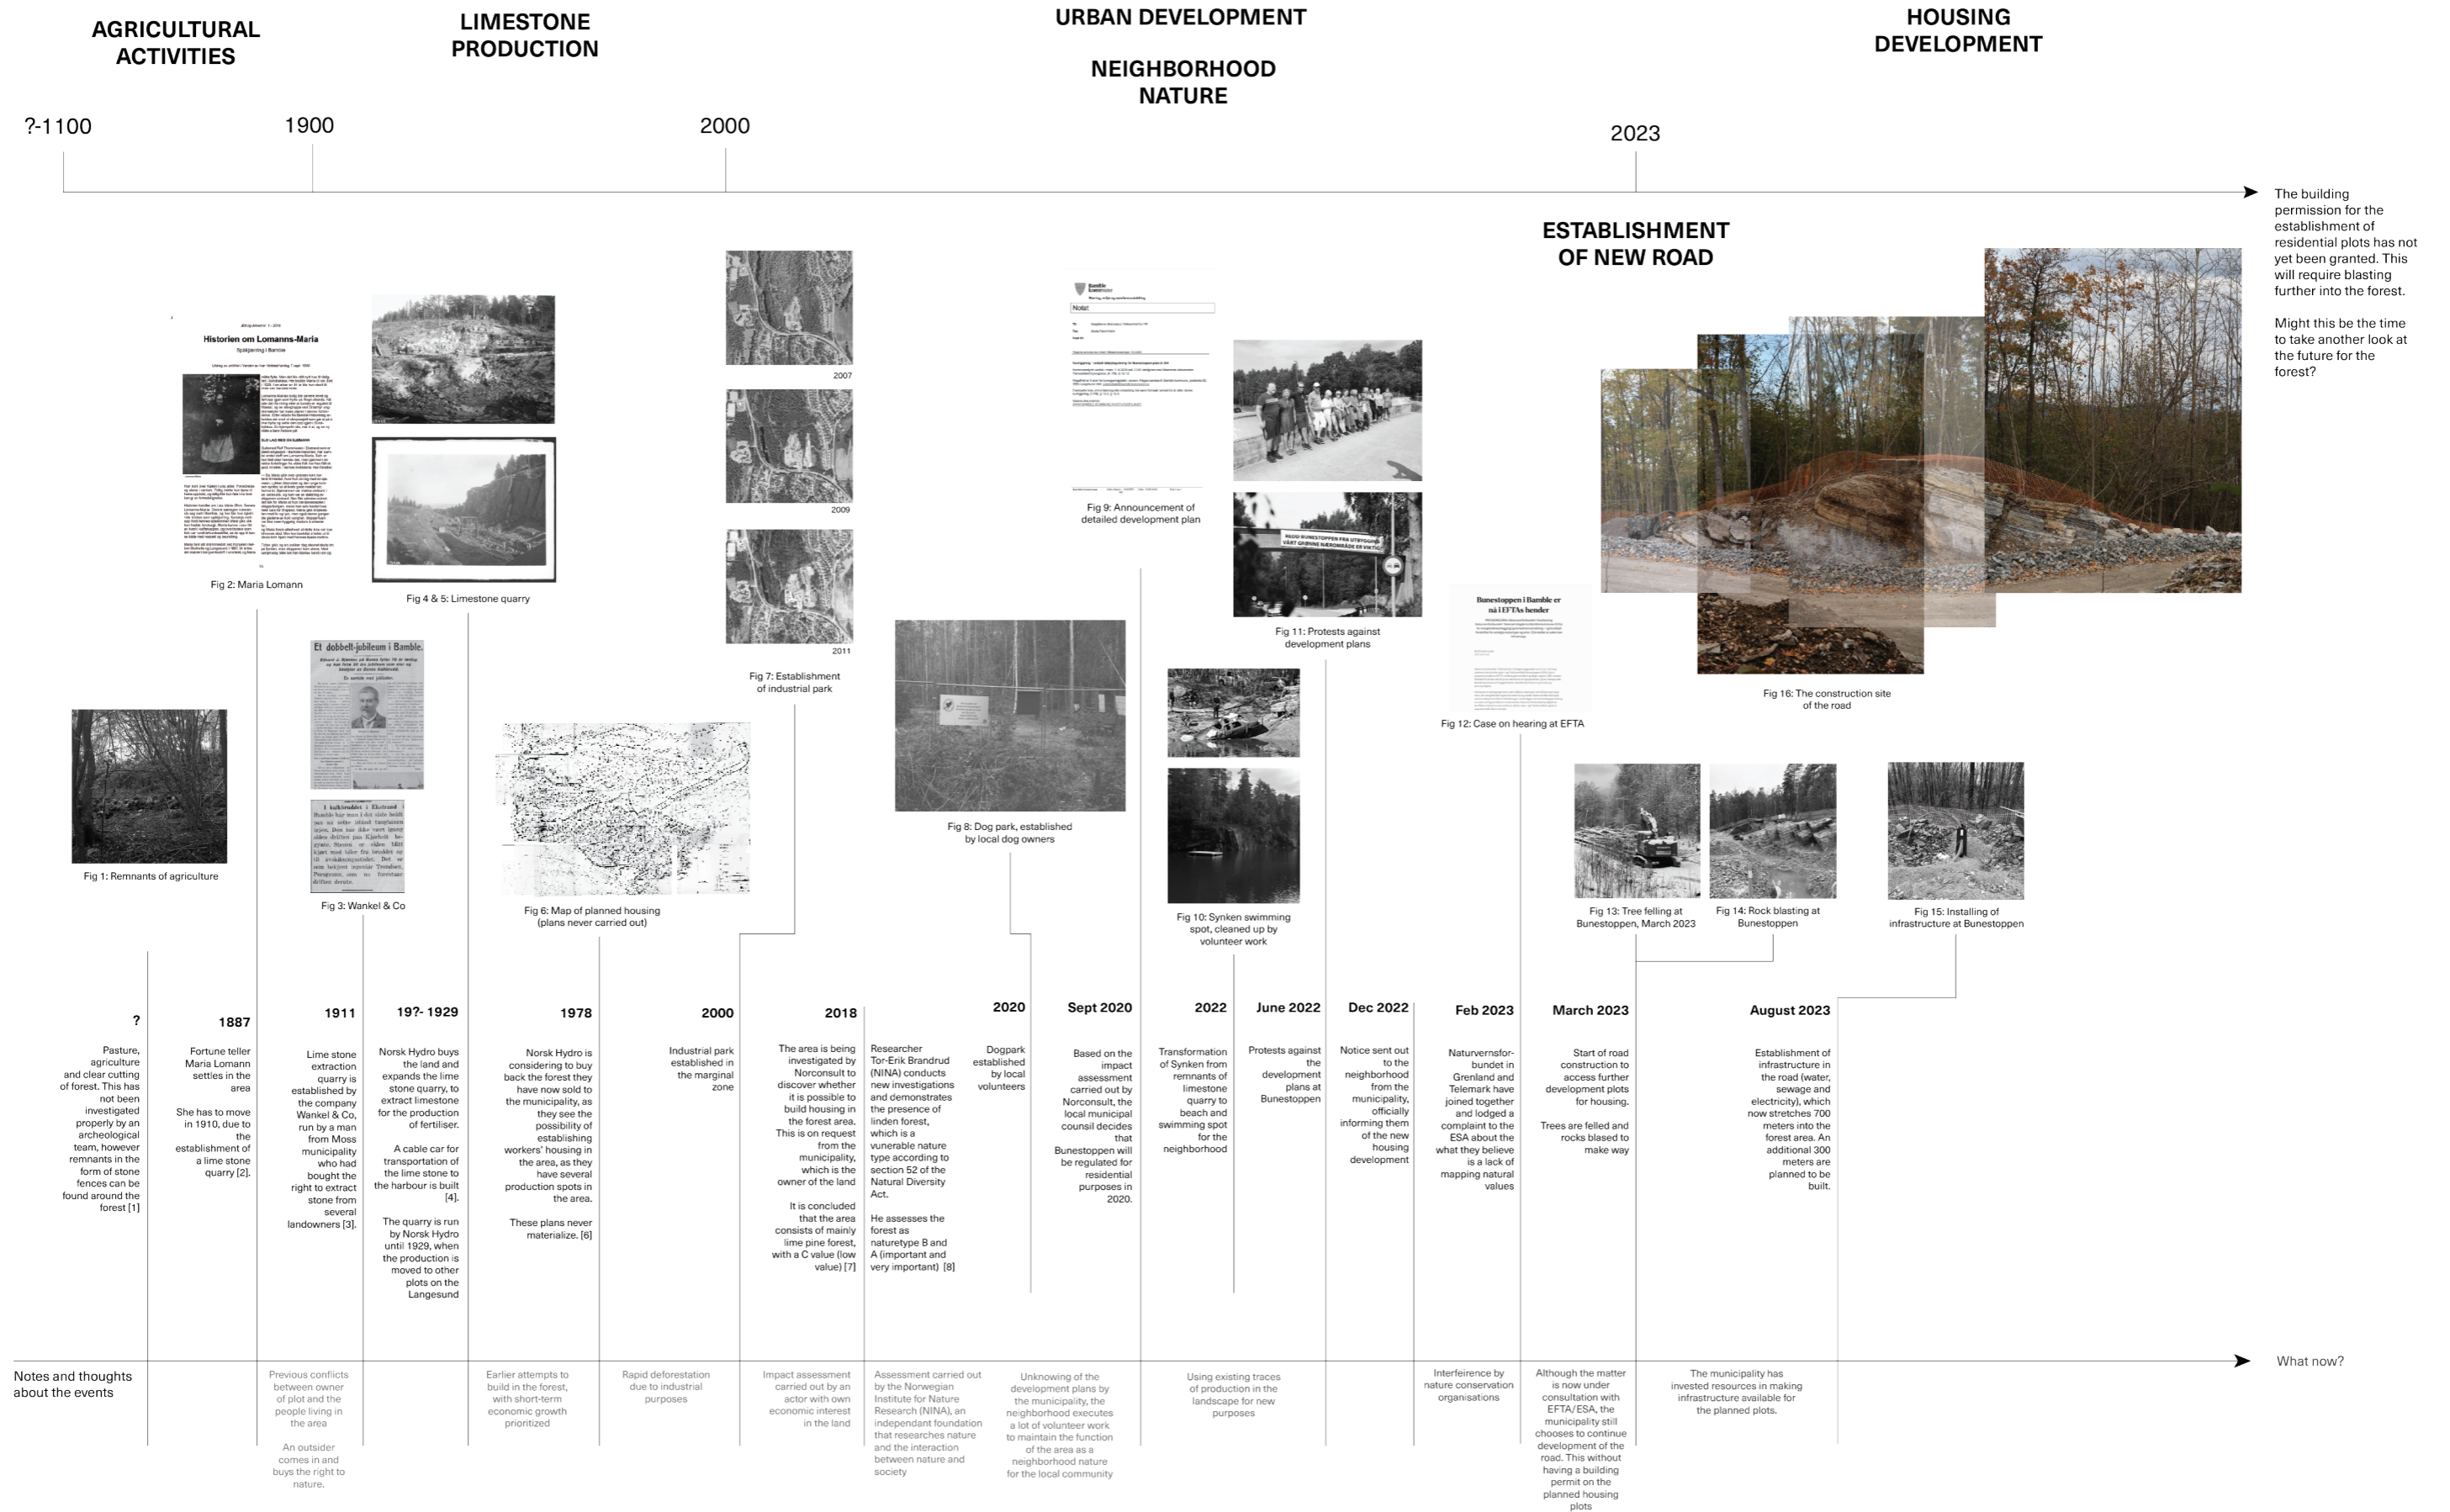 AGRICULTURAL
ACTIVITIES
LIMESTONE
PRODUCTION
URBAN DEVELOPMENT
NEIGHBORHOOD
NATURE
HOUSING
DEVELOPMENT
?-1100
1900
2000
2023
The building
permission for the
establishment of
residential plots has not
yet been granted. This
will require blasting
further into the forest.
Might this be the time
to take another look at
the future for the
forest?
ESTABLISHMENT
OF NEW ROAD
Historien om Lomanns-Maria
Spåkjerring i Bamble
Fig 2: Maria Lomann
Fig 4 & 5: Limestone quarry
2007
2009
2011
Fig 7: Establishment
of industrial park
Bamble
kommune
Notat
Fig 9: Announcement of
detailed development plan
REDD BUNESTOPPEN FRA UTBYGGING
VÅRT GRØNNE NÆROMRÅDE ER VIKTIG!
Fig 11: Protests against
development plans
Bunestoppen i Bamble er
nå i EFTAs hender
Fig 12: Case on hearing at EFTA
Fig 16: The construction site
of the road
Et dobbelt-jubileum i Bamble.
Fig 1: Remnants of agriculture
Fig 3: Wankel & Co
Fig 6: Map of planned housing
(plans never carried out)
Fig 8: Dog park, established
by local dog owners
Fig 10: Synken swimming
spot, cleaned up by
volunteer work
Fig 13: Tree felling at
Bunestoppen, March 2023
Fig 14: Rock blasting at
Bunestoppen
Fig 15: Installing of
infrastructure at Bunestoppen
?
Pasture,
agriculture
and clear cutting
of forest. This has
not been
investigated
properly by an
archeological
team, however
remnants in the
form of stone
fences can be
found around the
forest [1]
1887
Fortune teller
Maria Lomann
settles in the
area
She has to move
in 1910, due to
the
establishment of
a lime stone
quarry [2].
1911
Lime stone
extraction
quarry is
established by
the company
Wankel & Co,
run by a man
from Moss
municipality
who had
bought the
right to extract
stone from
several
landowners [3].
19?- 1929
Norsk Hydro buys
the land and
expands the lime
stone quarry, to
extract limestone
for the production
of fertiliser.
A cable car for
transportation of
the lime stone to
the harbour is built
[4].
The quarry is run
by Norsk Hydro
until 1929, when
the production is
moved to other
plots on the
Langesund
1978
Norsk Hydro is
considering to buy
back the forest they
have now sold to
the municipality, as
they see the
possibility of
establishing
workers' housing in
the area, as they
have several
production spots in
the area.
These plans never
materialize. [6]
2000
Industrial park
established in
the marginal
zone
2018
The area is being
investigated by
Norconsult to
discover whether
it is possible to
build housing in
the forest area.
This is on request
from the
municipality,
which is the
owner of the land
It is concluded
that the area
consists of mainly
lime pine forest,
with a C value (low
value) [7]
Researcher
Tor-Erik Brandrud
(NINA) conducts
new investigations
and demonstrates
the presence of
linden forest,
which is a
vunerable nature
type according to
section 52 of the
Natural Diversity
Act.
He assesses the
forest as
naturetype B and
A (important and
very important) [8]
2020
Dogpark
established
by local
volunteers
Sept 2020
Based on the
impact
assessment
carried out by
Norconsult, the
local municipal
counsil decides
that
Bunestoppen will
be regulated for
residential
purposes in
2020.
2022
Transformation
of Synken from
remnants of
limestone
quarry to
beach and
swimming spot
for the
neighborhood
June 2022
Protests against
the
development
plans at
Bunestoppen
Dec 2022
Notice sent out
to the
neighborhood
from the
municipality,
officially
informing them
of the new
housing
development
Feb 2023
Naturvernsfor-
bundet in
Grenland and
Telemark have
joined together
and lodged a
complaint to the
ESA about the
what they believe
is a lack of
mapping natural
values
March 2023
Start of road
construction to
access further
development plots
for housing.
Trees are felled and
rocks blased to
make way
August 2023
Establishment of
infrastructure in
the road (water,
sewage and
electricity), which
now stretches 700
meters into the
forest area. An
additional 300
meters are
planned to be
built.
Notes and thoughts
about the events
Previous conflicts
between owner
of plot and the
people living in
the area
An outsider
comes in and
buys the right to
nature.
Earlier attempts to
build in the forest,
with short-term
economic growth
prioritized
Rapid deforestation
due to industrial
purposes
Impact assessment
carried out by an
actor with own
economic interest
in the land
Assessment carried out
by the Norwegian
Institute for Nature
Research (NINA), an
independant foundation
that researches nature
and the interaction
between nature and
society
Unknowing of the
development plans by
the municipality, the
neighborhood executes
a lot of volunteer work
to maintain the function
of the area as a
neighborhood nature
for the local community
Using existing traces
of production in the
landscape for new
purposes
Interfeirence by
nature conservation
organisations
Although the matter
is now under
consultation with
EFTA/ESA, the
municipality still
chooses to continue
development of the
road. This without
having a building
permit on the
planned housing
plots
The municipality has
invested resources in making
infrastructure available for
the planned plots.
What now?